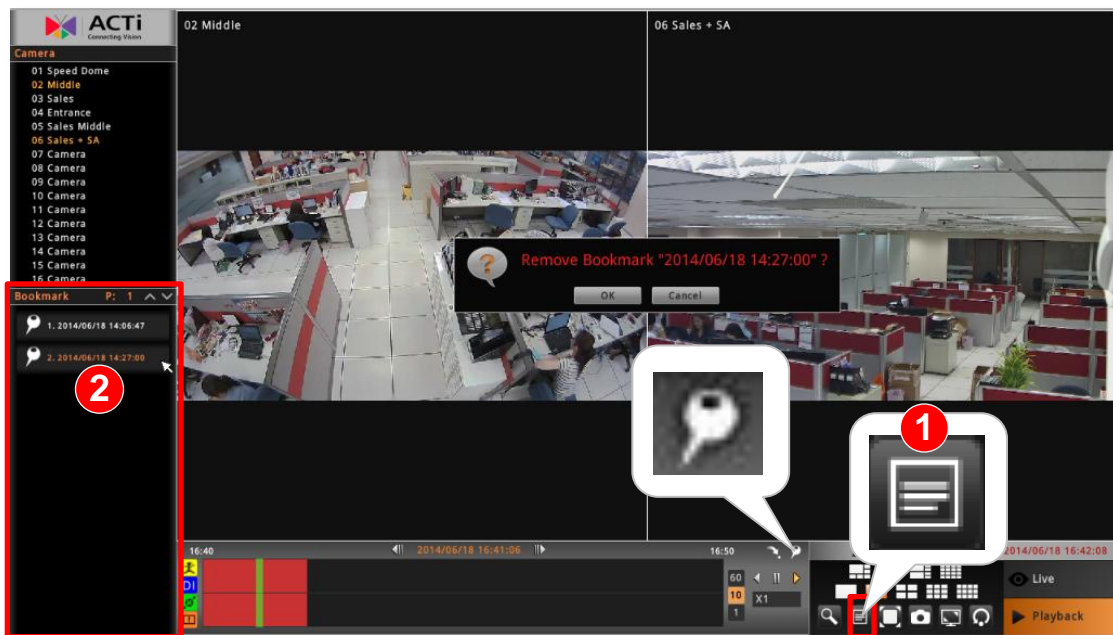 ACTi
Connecting Vision
Camera
01 Speed Dome
02 Middle
03 Sales
04 Entrance
05 Sales Middle
06 Sales + SA
07 Camera
08 Camera
09 Camera
10 Camera
11 Camera
12 Camera
13 Camera
14 Camera
15 Camera
16 Camera
Bookmark P: 1
1. 2014/06/18 14:06:47
2. 2014/06/18 14:27:00
2
02 Middle
06 Sales + SA
Remove Bookmark "2014/06/18 14:27:00" ?
OK Cancel
1
16:40 2014/06/18 16:41:06 16:50
DI
60
10 X1
1
2014/06/18 16:42:08
Live
Playback